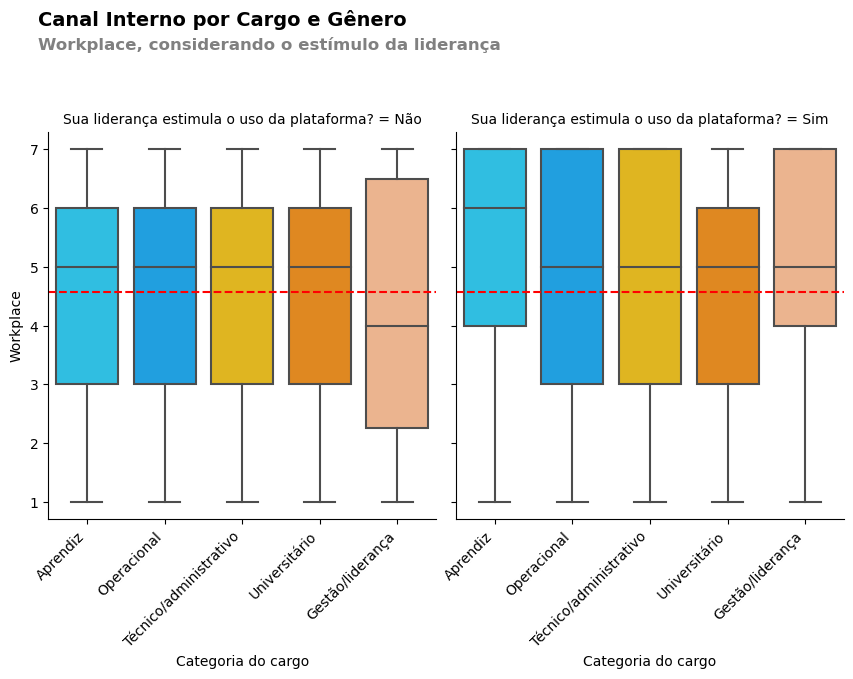 Canal Interno por Cargo e Gênero
Workplace, considerando o estímulo da liderança
Sua liderança estimula o uso da plataforma? = Não
Sua liderança estimula o uso da plataforma? = Sim
Workplace
7
6
5
4
3
2
1
Aprendiz
Operacional
Técnico/administrativo
Universitário
Gestão/liderança
Categoria do cargo
Aprendiz
Operacional
Técnico/administrativo
Universitário
Gestão/liderança
Categoria do cargo